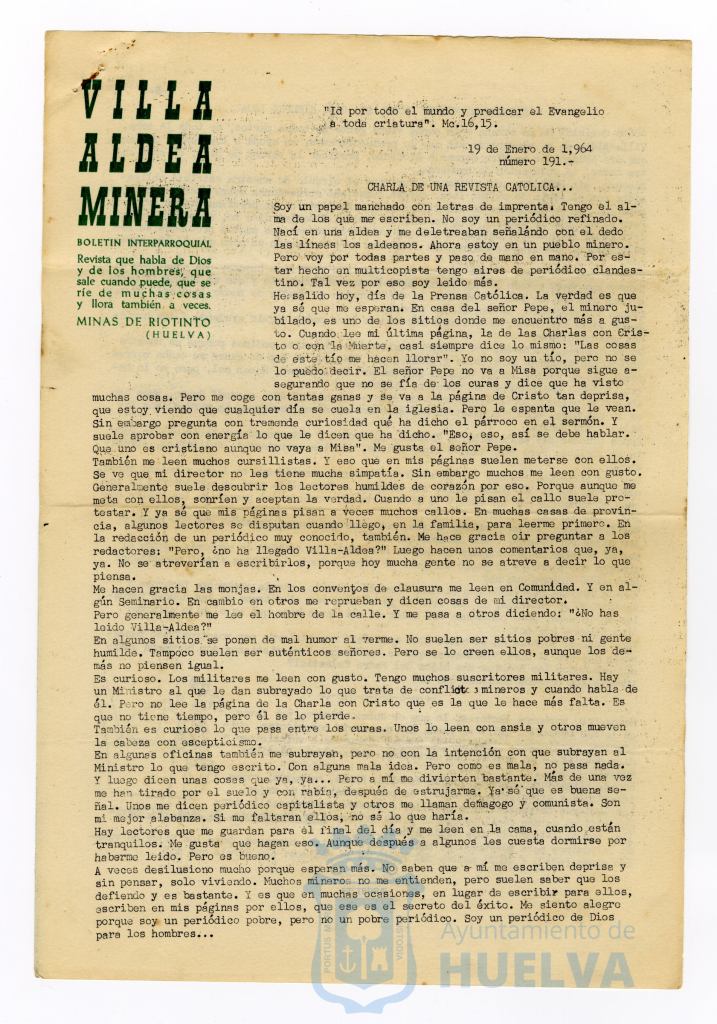 VILLA
ALDEA
MINERA
BOLETIN INTERPARROQUIAL
Revista que habla de Dios
y de los hombres, que
sale cuando puede, que se
ríe de muchas cosas
y llora también a veces.
MINAS DE RIOTINTO
(HUELVA)
"Id por todo el mundo y predicar el Evangelio
a toda criatura". Mc.16,15.
19 de Enero de 1,964
número 191.-
CHARLA DE UNA REVISTA CATOLICA...
Soy un papel manchado con letras de imprenta. Tengo el al-
ma de los que me escriben. No soy un periódico refinado.
Nací en una aldea y me deletreaban señalándo con el dedo
las líneas los aldeanos. Ahora estoy en un pueblo minero.
Pero voy por todas partes y paso de mano en mano. Por es-
tar hecho en multicopista tengo aires de periódico clandes-
tino. Tal vez por eso soy leido más.
He salido hoy, día de la Prensa Católica. La verdad es que
ya sé que me esperan. En casa del señor Pepe, el minero ju-
bilado, es uno de los sitios donde me encuentro más a gus-
to. Cuando lee mi última página, la de las Charlas con Cris-
to o con la Muerte, casi siempre dice lo mismo: "Las cosas
de este tío me hacen llorar". Yo no soy un tío, pero no se
lo puedo decir. El señor Pepe no va a Misa porque sigue a-
segurando que no se fía de los curas y dice que ha visto
muchas cosas. Pero me coge con tantas ganas y se va a la página de Cristo tan deprisa,
que estoy viendo que cualquier día se cuela en la iglesia. Pero le espanta que le vean.
Sin embargo pregunta con tremenda curiosidad qué ha dicho el párroco en el sermón. Y
suele aprobar con energía lo que le dicen que ha dicho. "Eso, eso, así se debe hablar.
Que uno es cristiano aunque no vaya a Misa". Me gusta el señor Pepe.
También me leen muchos cursillistas. Y eso que en mis páginas suelen meterse con ellos.
Se ve que mi director no les tiene mucha simpatía. Sin embargo muchos me leen con gusto.
Generalmente suele descubrir los lectores humildes de corazón por eso. Porque aunque me
meta con ellos, sonríen y aceptan la verdad. Cuando a uno le pisan el callo suele pro-
testar. Y ya sé que mis páginas pisan a veces muchos callos. En muchas casas de provin-
cia, algunos lectores se disputan cuando llego, en la familia, para leerme primero. En
la redacción de un periódico muy conocido, también. Me hace gracia oir preguntar a los
redactores: "Pero, ¿no ha llegado Villa-Aldea?" Luego hacen unos comentarios que, ya,
ya. No se atreverían a escribirlos, porque hoy mucha gente no se atreve a decir lo que
piensa.
Me hacen gracia las monjas. En los conventos de clausura me leen en Comunidad. Y en al-
gún Seminario. En cambio en otros me reprueban y dicen cosas de mi director.
Pero generalmente me lee el hombre de la calle. Y me pasa a otros diciendo: "¿No has
leido Villa-Aldea?"
En algunos sitios se ponen de mal humor al verme. No suelen ser sitios pobres ni gente
humilde. Tampoco suelen ser auténticos señores. Pero se lo creen ellos, aunque los de-
más no piensen igual.
Es curioso. Los militares me leen con gusto. Tengo muchos suscritores militares. Hay
un Ministro al que le dan subrayado lo que trata de conflictos mineros y cuando habla de
él. Pero no lee la página de la Charla con Cristo que es la que le hace más falta. Es
que no tiene tiempo, pero él se lo pierde.
También es curioso lo que pasa entre los curas. Unos lo leen con ansia y otros mueven
la cabeza con escepticismo.
En algunas oficinas también me subrayan, pero no con la intención con que subrayan al
Ministro lo que tengo escrito. Con alguna mala idea. Pero como es mala, no pasa nada.
Y luego dicen unas cosas que ya, ya... Pero a mí me divierten bastante. Más de una vez
me han tirado por el suelo y con rabia, después de estrujarme. Ya sé que es buena se-
ñal. Unos me dicen periódico capitalista y otros me llaman demagogo y comunista. Son
mi mejor alabanza. Si me faltaran ellos, no sé lo que haría.
Hay lectores que me guardan para el final del día y me leen en la cama, cuando están
tranquilos. Me gusta que hagan eso. Aunque después a algunos les cuesta dormirse por
haberme leido. Pero es bueno.
A veces desilusiono mucho porque esperan más. No saben que a mí me escriben deprisa y
sin pensar, solo viviendo. Muchos mineros no me entienden, pero suelen saber que los
defiendo y es bastante. Y es que en muchas ocasiones, en lugar de escribir para ellos,
escriben en mis páginas por ellos, que ese es el secreto del éxito. Me siento alegre
porque soy un periódico pobre, pero no un pobre periódico. Soy un periódico de Dios
para los hombres...
Ayuntamiento de
HUELVA